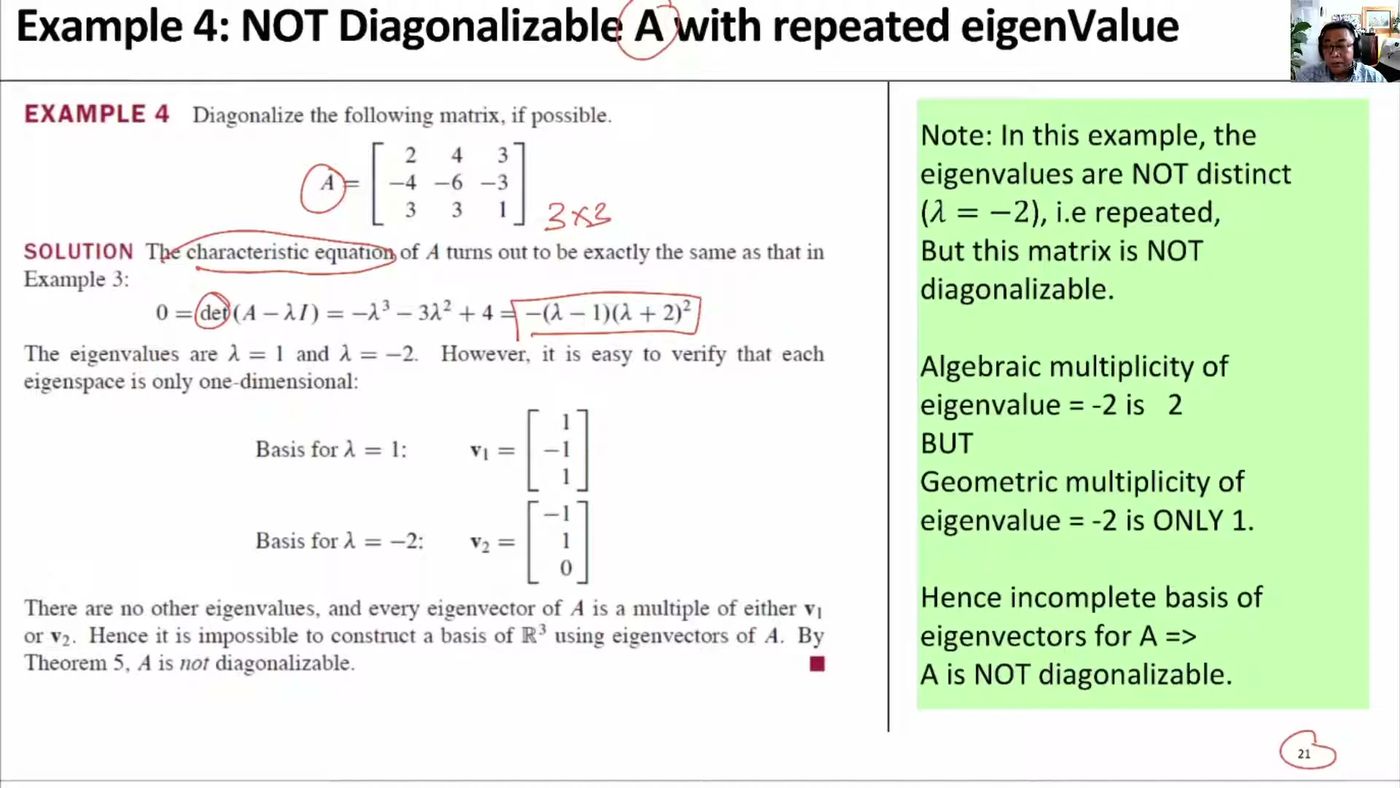 Example 4: NOT Diagonalizable A with repeated eigenValue
EXAMPLE 4 Diagonalize the following matrix, if possible.
A = [ 2 4 3
-4 -6 -3
3 3 1 ]
3×3
SOLUTION The characteristic equation of A turns out to be exactly the same as that in
Example 3:
0 = det (A − λI) = −λ³ − 3λ² + 4 = −(λ − 1)(λ + 2)²
The eigenvalues are λ = 1 and λ = −2. However, it is easy to verify that each
eigenspace is only one-dimensional:
Basis for λ = 1: v₁ = [ 1
−1
1 ]
Basis for λ = −2: v₂ = [ −1
1
0 ]
There are no other eigenvalues, and every eigenvector of A is a multiple of either v₁
or v₂. Hence it is impossible to construct a basis of ℝ³ using eigenvectors of A. By
Theorem 5, A is not diagonalizable.
Note: In this example, the
eigenvalues are NOT distinct
(λ = −2), i.e repeated,
But this matrix is NOT
diagonalizable.
Algebraic multiplicity of
eigenvalue = -2 is 2
BUT
Geometric multiplicity of
eigenvalue = -2 is ONLY 1.
Hence incomplete basis of
eigenvectors for A =>
A is NOT diagonalizable.
21